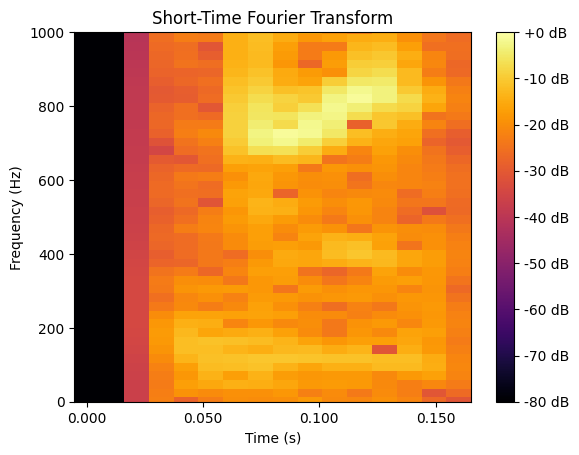 Short-Time Fourier Transform
Frequency (Hz)
1000
800
600
400
200
0
0.000
0.050
0.100
0.150
Time (s)
+0 dB
-10 dB
-20 dB
-30 dB
-40 dB
-50 dB
-60 dB
-70 dB
-80 dB